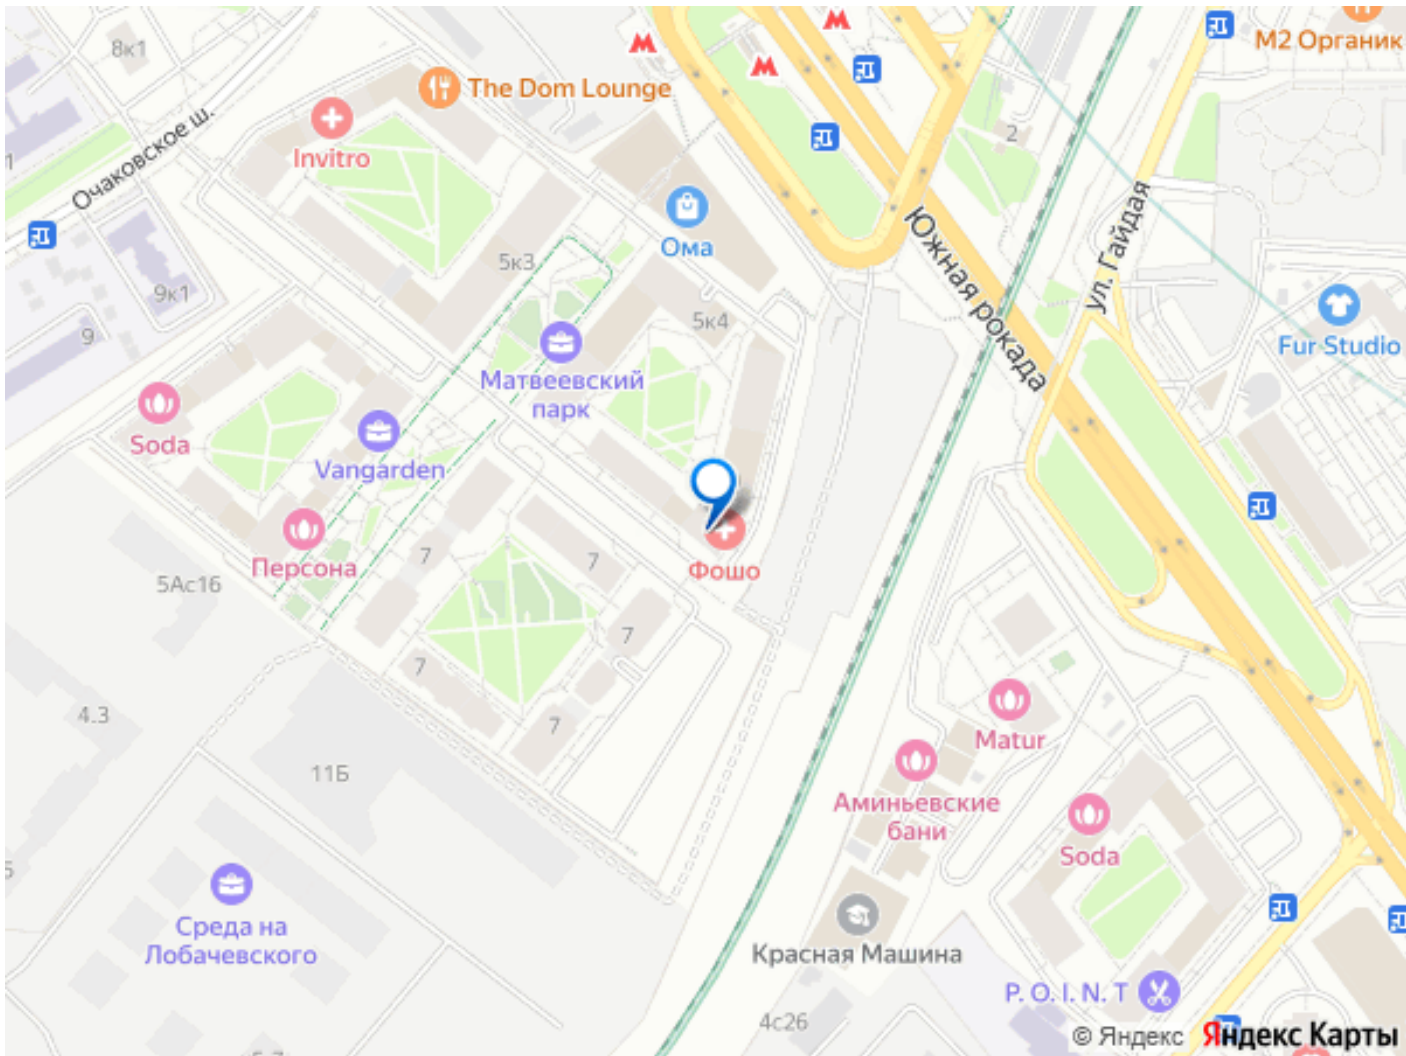 8к1
The Dom Lounge
М2 Органик
Invitro
Очаковское ш.
2
1
Ома
Южная рокада
ул. Гайдая
5к3
9к1
5к4
9
Fur Studio
Матвеевский
парк
Soda
Vangarden
Персона
Фошо
5Ас16
7
7
7
7
7
4.3
11Б
Matur
Аминьевские
бани
Soda
Среда на
Лобачевского
Красная Машина
P. O. I. N. T
4с26
© Яндекс
Яндекс Карты